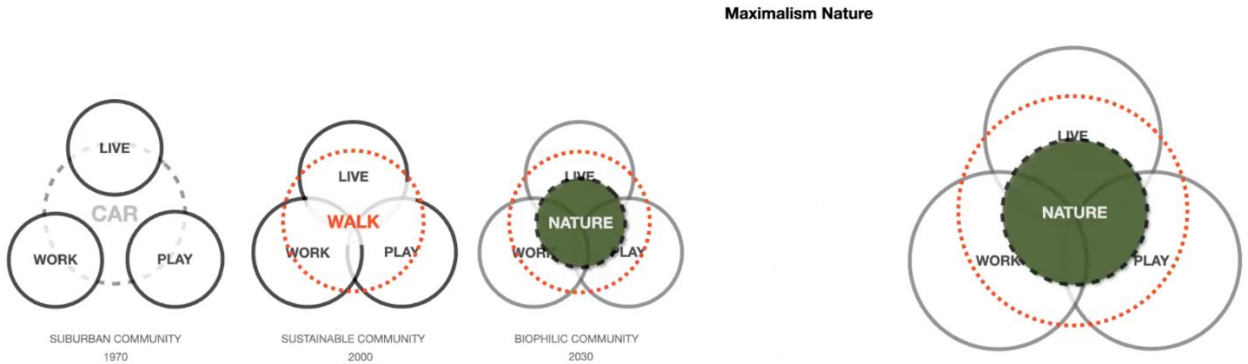 Maximalism Nature
LIVE
CAR
WORK
PLAY
SUBURBAN COMMUNITY
1970
LIVE
WALK
WORK
PLAY
SUSTAINABLE COMMUNITY
2000
LIVE
NATURE
WORK
PLAY
BIOPHILIC COMMUNITY
2030
LIVE
NATURE
WORK
PLAY